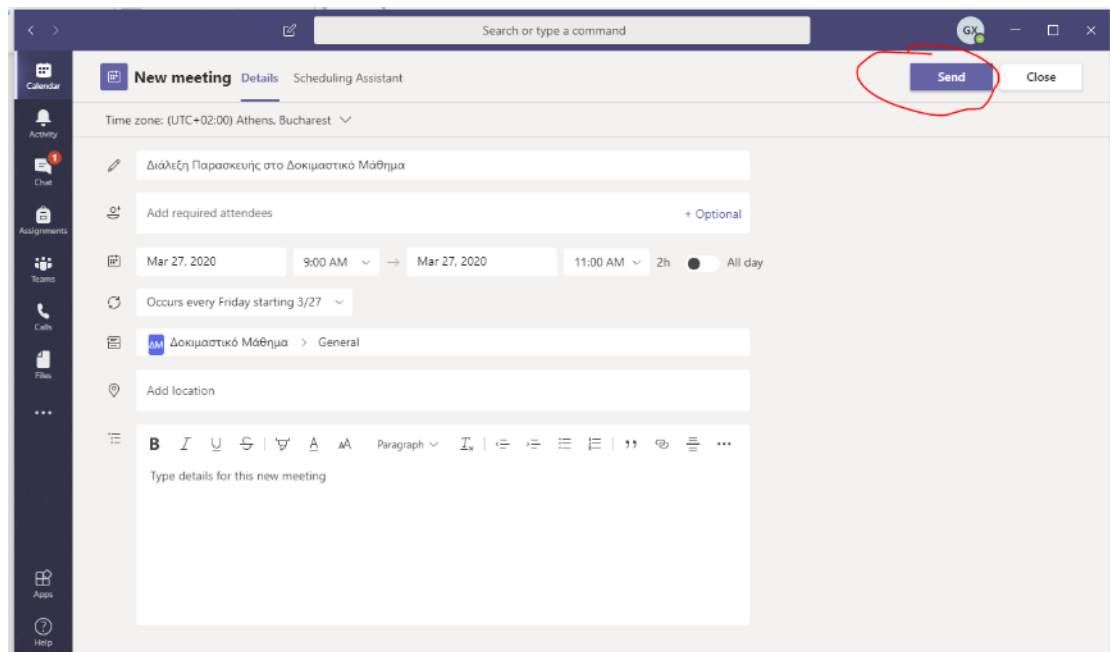 Search or type a command
GX
Calendar
New meeting Details Scheduling Assistant
Send Close
Activity
Time zone: (UTC+02:00) Athens, Bucharest
1
Chat
Διάλεξη Παρασκευής στο Δοκιμαστικό Μάθημα
Assignments
Add required attendees + Optional
Teams
Mar 27, 2020 9:00 AM → Mar 27, 2020 11:00 AM 2h All day
Calls
Occurs every Friday starting 3/27
Files
ΔΜ Δοκιμαστικό Μάθημα > General
Add location
B I U S A AA Paragraph
Type details for this new meeting
Apps
Help